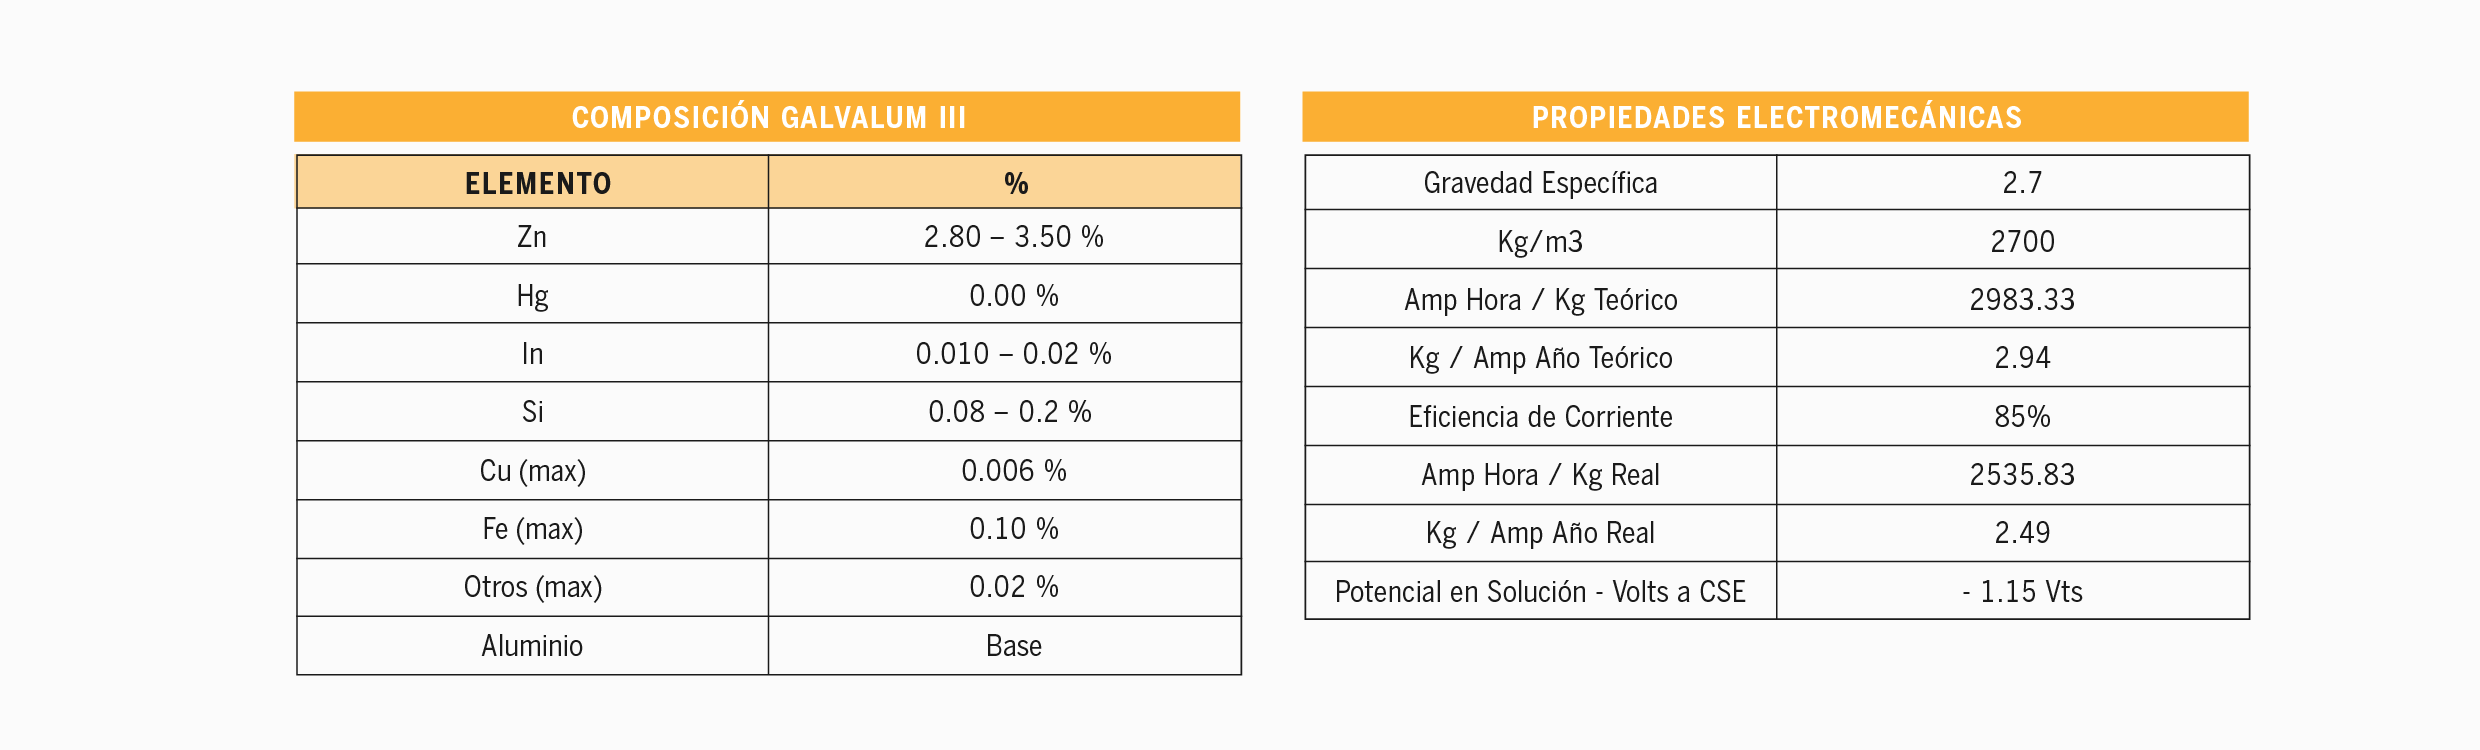 COMPOSICIÓN GALVALUM III
ELEMENTO %
Zn 2.80 – 3.50 %
Hg 0.00 %
In 0.010 – 0.02 %
Si 0.08 – 0.2 %
Cu (max) 0.006 %
Fe (max) 0.10 %
Otros (max) 0.02 %
Aluminio Base
PROPIEDADES ELECTROMECÁNICAS
Gravedad Específica 2.7
Kg/m3 2700
Amp Hora / Kg Teórico 2983.33
Kg / Amp Año Teórico 2.94
Eficiencia de Corriente 85%
Amp Hora / Kg Real 2535.83
Kg / Amp Año Real 2.49
Potencial en Solución - Volts a CSE - 1.15 Vts